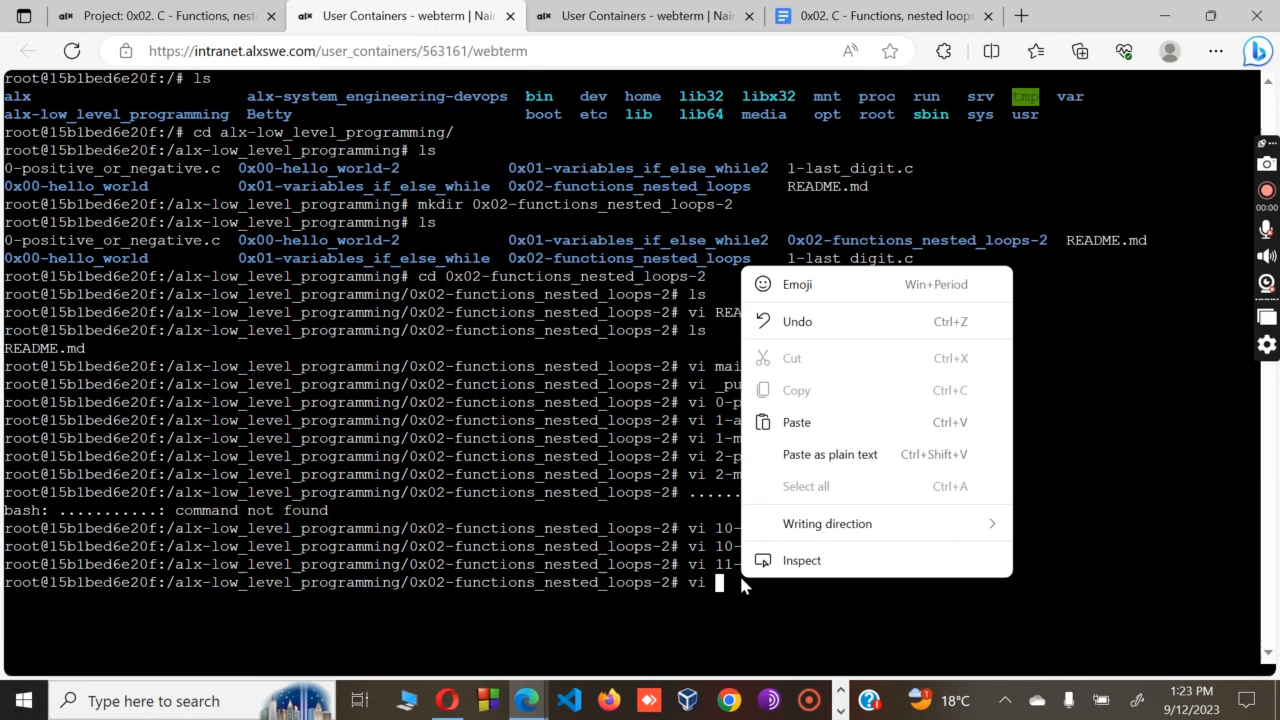 Project: 0x02. C - Functions, nest
User Containers - webterm | Nair
User Containers - webterm | Nai
0x02. C - Functions, nested loops
https://intranet.alxswe.com/user_containers/563161/webterm
root@15b1bed6e20f:/# ls
alx alx-system_engineering-devops bin dev home lib32 libx32 mnt proc run srv tmp var
alx-low_level_programming Betty boot etc lib lib64 media opt root sbin sys usr
root@15b1bed6e20f:/# cd alx-low_level_programming/
root@15b1bed6e20f:/alx-low_level_programming# ls
0-positive_or_negative.c 0x00-hello_world-2 0x01-variables_if_else_while2 1-last_digit.c
0x00-hello_world 0x01-variables_if_else_while 0x02-functions_nested_loops README.md
root@15b1bed6e20f:/alx-low_level_programming# mkdir 0x02-functions_nested_loops-2
root@15b1bed6e20f:/alx-low_level_programming# ls
0-positive_or_negative.c 0x00-hello_world-2 0x01-variables_if_else_while2 0x02-functions_nested_loops-2 README.md
0x00-hello_world 0x01-variables_if_else_while 0x02-functions_nested_loops 1-last_digit.c
root@15b1bed6e20f:/alx-low_level_programming# cd 0x02-functions_nested_loops-2
root@15b1bed6e20f:/alx-low_level_programming/0x02-functions_nested_loops-2# ls
root@15b1bed6e20f:/alx-low_level_programming/0x02-functions_nested_loops-2# vi REA
root@15b1bed6e20f:/alx-low_level_programming/0x02-functions_nested_loops-2# ls
README.md
root@15b1bed6e20f:/alx-low_level_programming/0x02-functions_nested_loops-2# vi mai
root@15b1bed6e20f:/alx-low_level_programming/0x02-functions_nested_loops-2# vi _pu
root@15b1bed6e20f:/alx-low_level_programming/0x02-functions_nested_loops-2# vi 0-p
root@15b1bed6e20f:/alx-low_level_programming/0x02-functions_nested_loops-2# vi 1-a
root@15b1bed6e20f:/alx-low_level_programming/0x02-functions_nested_loops-2# vi 1-m
root@15b1bed6e20f:/alx-low_level_programming/0x02-functions_nested_loops-2# vi 2-p
root@15b1bed6e20f:/alx-low_level_programming/0x02-functions_nested_loops-2# vi 2-m
root@15b1bed6e20f:/alx-low_level_programming/0x02-functions_nested_loops-2# ......
bash: ...........: command not found
root@15b1bed6e20f:/alx-low_level_programming/0x02-functions_nested_loops-2# vi 10-
root@15b1bed6e20f:/alx-low_level_programming/0x02-functions_nested_loops-2# vi 10-
root@15b1bed6e20f:/alx-low_level_programming/0x02-functions_nested_loops-2# vi 11-
root@15b1bed6e20f:/alx-low_level_programming/0x02-functions_nested_loops-2# vi
Emoji Win+Period
Undo Ctrl+Z
Cut Ctrl+X
Copy Ctrl+C
Paste Ctrl+V
Paste as plain text Ctrl+Shift+V
Select all Ctrl+A
Writing direction
Inspect
00:00
Type here to search
18°C
1:23 PM
9/12/2023